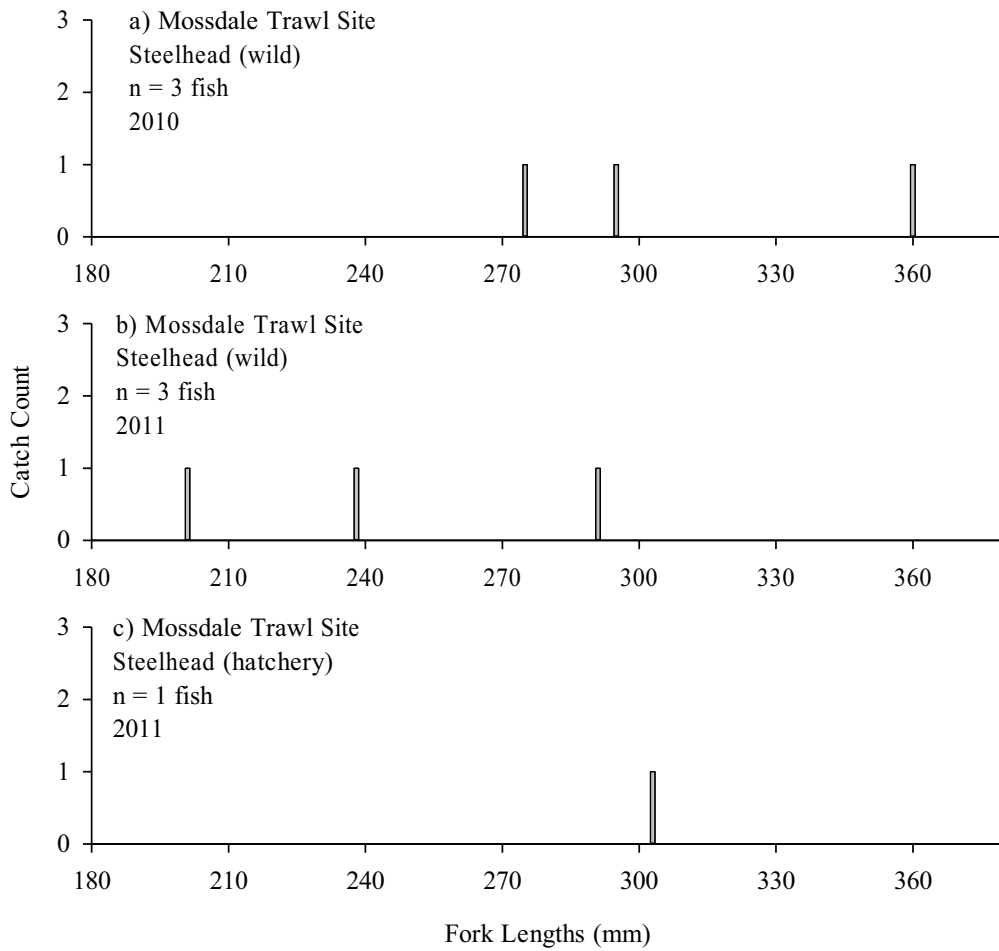 3
2
1
0
a) Mossdale Trawl Site
Steelhead (wild)
n = 3 fish
2010
180 210 240 270 300 330 360
Catch Count
3
2
1
0
b) Mossdale Trawl Site
Steelhead (wild)
n = 3 fish
2011
180 210 240 270 300 330 360
3
2
1
0
c) Mossdale Trawl Site
Steelhead (hatchery)
n = 1 fish
2011
180 210 240 270 300 330 360
Fork Lengths (mm)